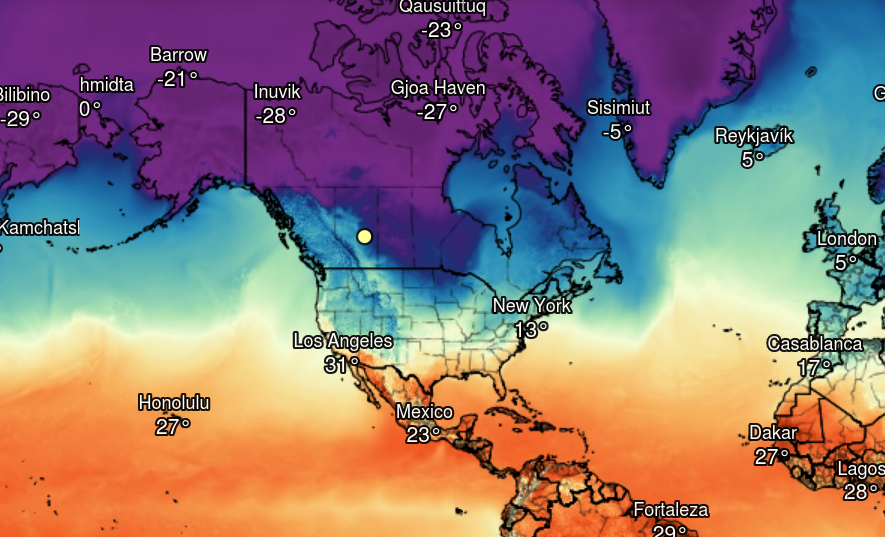 Qausuittuq
-23°
Barrow
-21°
Bilibino
-29°
hmidta
0°
Inuvik
-28°
Gjoa Haven
-27°
Sisimiut
-5°
Reykjavík
5°
G
Kamchatsl
°
London
5°
New York
13°
Los Angeles
31°
Casablanca
17°
Honolulu
27°
Mexico
23°
Dakar
27°
Lagos
28°
Fortaleza
29°